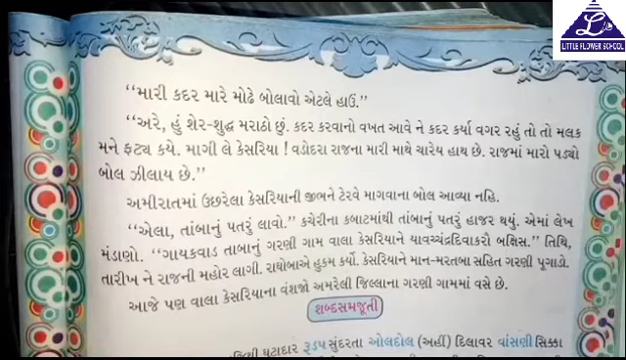 LITTLE FLOWER SCHOOL
“મારી કદર મારે મોઢે બોલાવો એટલે હાઉં.”
“અરે, હું શેર-શુદ્ધ મરાઠો છું. કદર કરવાનો વખત આવે ને કદર કર્યા વગર રહું તો તો મલક
મને ફટ્ય કયે. માગી લે કેસરિયા ! વડોદરા રાજના મારી માથે ચારેય હાથ છે. રાજમાં મારો પડ્યો
બોલ ઝીલાય છે.”
અમીરાતમાં ઉછરેલા કેસરિયાની જીભને ટેરવે માગવાના બોલ આવ્યા નહિ.
“એલા, તાંબાનું પતરું લાવો.” કચેરીના કબાટમાંથી તાંબાનું પતરું હાજર થયું. એમાં લેખ
મંડાણો. “ગાયકવાડ તાબાનું ગરણી ગામ વાલા કેસરિયાને યાવચ્ચંદ્રદિવાકરૌ બક્ષિસ.” તિથિ,
તારીખ ને રાજની મહોર લાગી. રાઘોબાએ હુકમ કર્યો. કેસરિયાને માન-મરતબા સહિત ગરણી પૂગાડો.
આજે પણ વાલા કેસરિયાના વંશજો અમરેલી જિલ્લાના ગરણી ગામમાં વસે છે.
શબ્દસમજૂતી
ઘટાદાર રૂડપ સુંદરતા ઓલદોલ (અહીં) દિલાવર વાંસણી સિક્કા